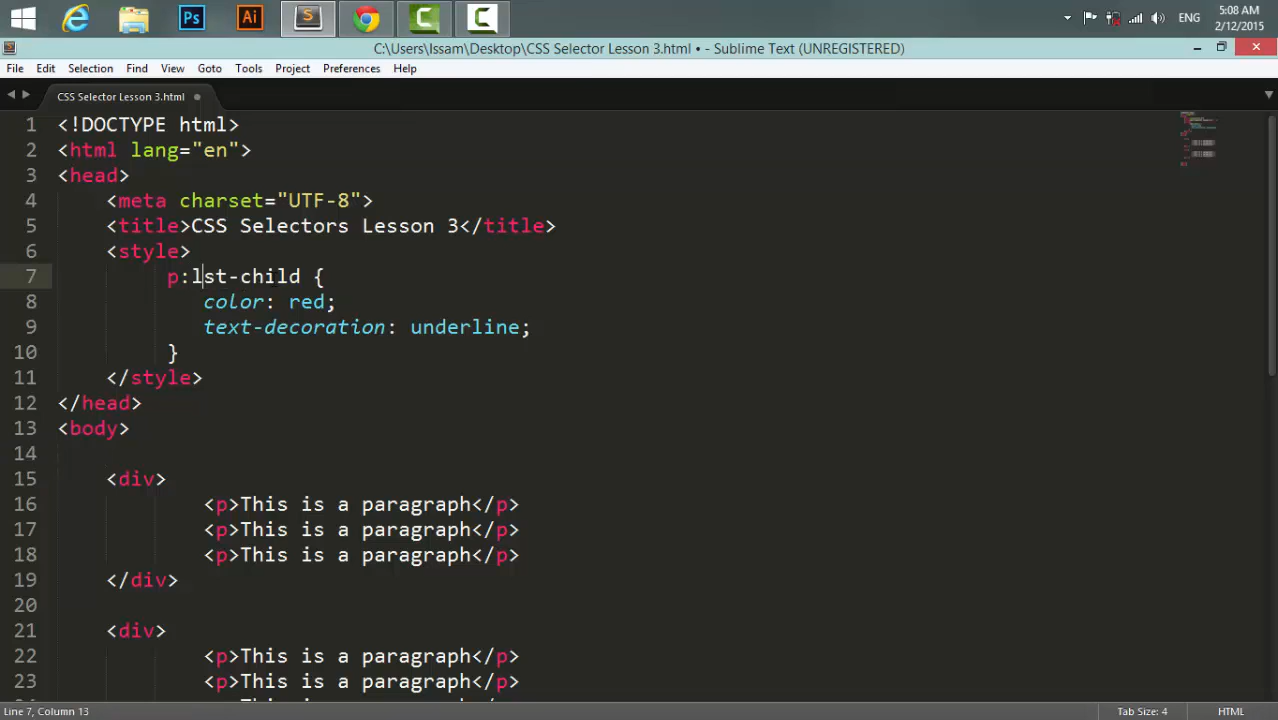 Ps
Ai
S
C
C
ENG
5:08 AM
2/12/2015
C:\Users\Issam\Desktop\CSS Selector Lesson 3.html • - Sublime Text (UNREGISTERED)
File Edit Selection Find View Goto Tools Project Preferences Help
CSS Selector Lesson 3.html
1 <!DOCTYPE html>
2 <html lang="en">
3 <head>
4 <meta charset="UTF-8">
5 <title>CSS Selectors Lesson 3</title>
6 <style>
7 p:lst-child {
8 color: red;
9 text-decoration: underline;
10 }
11 </style>
12 </head>
13 <body>
14
15 <div>
16 <p>This is a paragraph</p>
17 <p>This is a paragraph</p>
18 <p>This is a paragraph</p>
19 </div>
20
21 <div>
22 <p>This is a paragraph</p>
23 <p>This is a paragraph</p>
Line 7, Column 13 Tab Size: 4 HTML